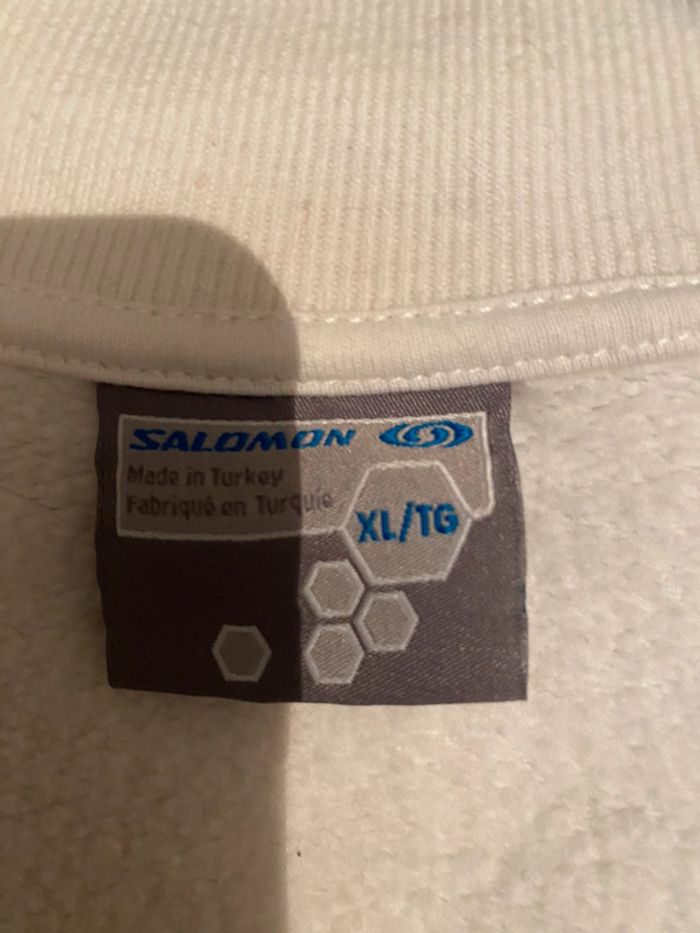 SALOMON
Made in Turkey
Fabriqué en Turquie
XL/TG